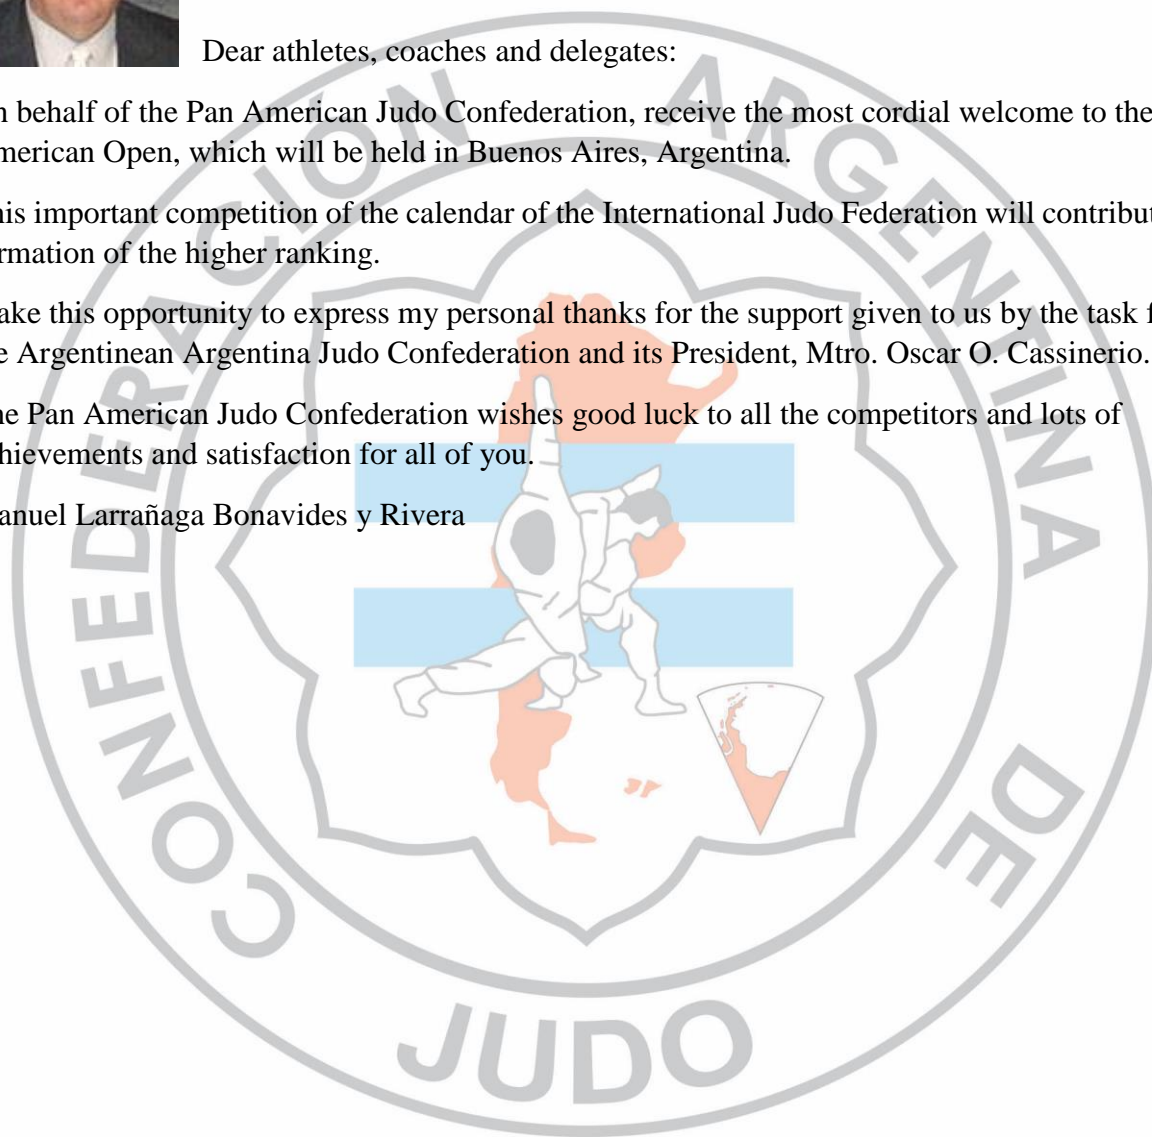 Dear athletes, coaches and delegates:
n behalf of the Pan American Judo Confederation, receive the most cordial welcome to the
merican Open, which will be held in Buenos Aires, Argentina.
his important competition of the calendar of the International Judo Federation will contribut
rmation of the higher ranking.
ake this opportunity to express my personal thanks for the support given to us by the task f
e Argentinean Argentina Judo Confederation and its President, Mtro. Oscar O. Cassinerio.
he Pan American Judo Confederation wishes good luck to all the competitors and lots of
hievements and satisfaction for all of you.
anuel Larrañaga Bonavides y Rivera
CONFEDERACIÓN ARGENTINA DE
JUDO